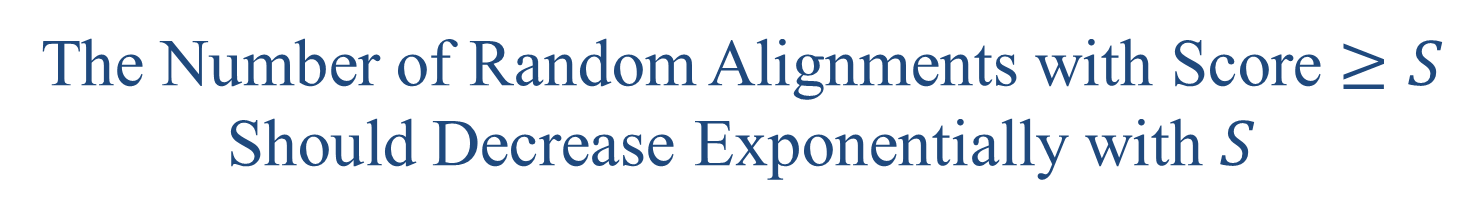 The Number of Random Alignments with Score ≥ S
Should Decrease Exponentially with S